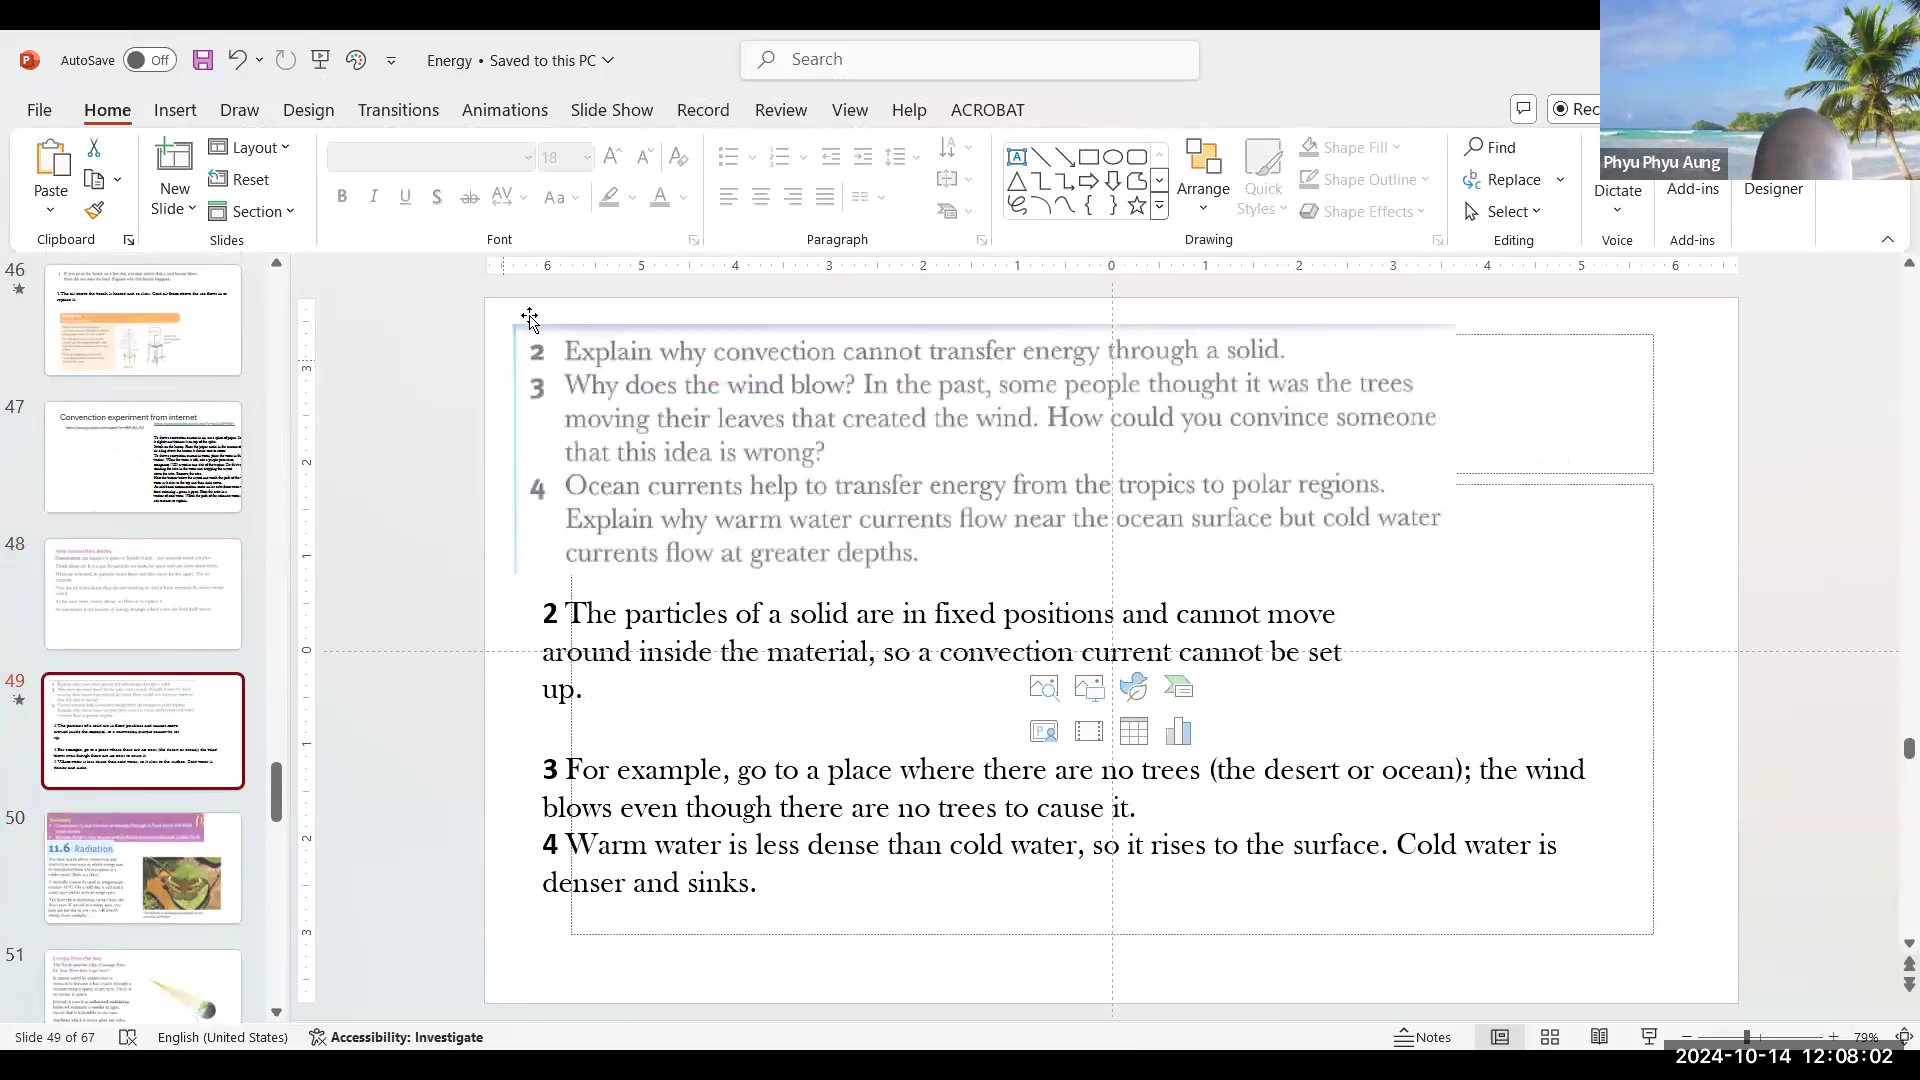 AutoSave Off
Energy • Saved to this PC
Search
File Home Insert Draw Design Transitions Animations Slide Show Record Review View Help ACROBAT
Rec
Phyu Phyu Aung
Paste
Clipboard
New
Slide
Layout
Reset
Section
Slides
18
Font
Paragraph
Arrange
Quick
Styles
Shape Fill
Shape Outline
Shape Effects
Drawing
Find
Replace
Select
Editing
Dictate
Voice
Add-ins
Add-ins
Designer
46
47
Convenction experiment from internet
48
49
50
11.6 Radiation
51
2 Explain why convection cannot transfer energy through a solid.
3 Why does the wind blow? In the past, some people thought it was the trees
moving their leaves that created the wind. How could you convince someone
that this idea is wrong?
4 Ocean currents help to transfer energy from the tropics to polar regions.
Explain why warm water currents flow near the ocean surface but cold water
currents flow at greater depths.
2 The particles of a solid are in fixed positions and cannot move
around inside the material, so a convection current cannot be set
up.
3 For example, go to a place where there are no trees (the desert or ocean); the wind
blows even though there are no trees to cause it.
4 Warm water is less dense than cold water, so it rises to the surface. Cold water is
denser and sinks.
Slide 49 of 67
English (United States)
Accessibility: Investigate
Notes
79%
2024-10-14 12:08:02